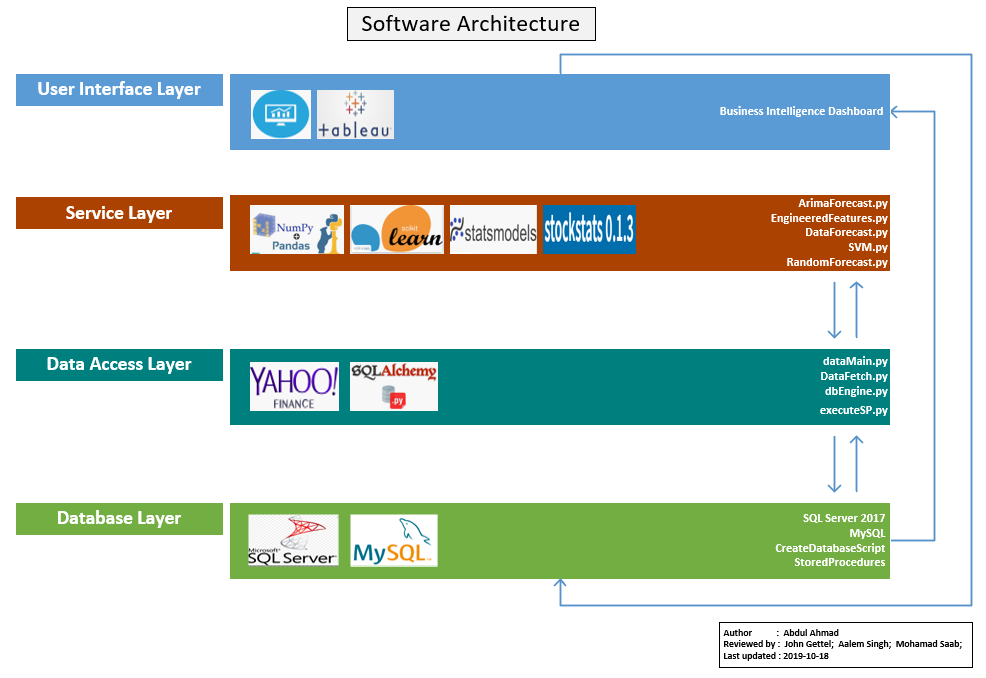 Software Architecture
User Interface Layer
tableau
Business Intelligence Dashboard
Service Layer
NumPy
+
Pandas
scikit
learn
statsmodels
stockstats 0.1.3
ArimaForecast.py
EngineeredFeatures.py
DataForecast.py
SVM.py
RandomForecast.py
Data Access Layer
YAHOO!
FINANCE
SQLAlchemy
.py
dataMain.py
DataFetch.py
dbEngine.py
executeSP.py
Database Layer
Microsoft®
SQL Server
MySQL
SQL Server 2017
MySQL
CreateDatabaseScript
StoredProcedures
Author : Abdul Ahmad
Reviewed by : John Gettel; Aalem Singh; Mohamad Saab;
Last updated : 2019-10-18